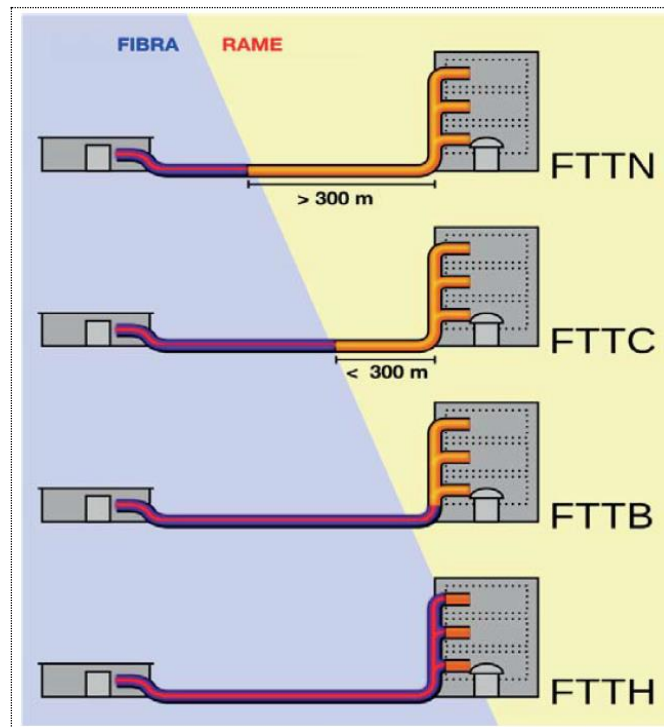 FIBRA RAME
FTTN
> 300 m
FTTC
< 300 m
FTTB
FTTH